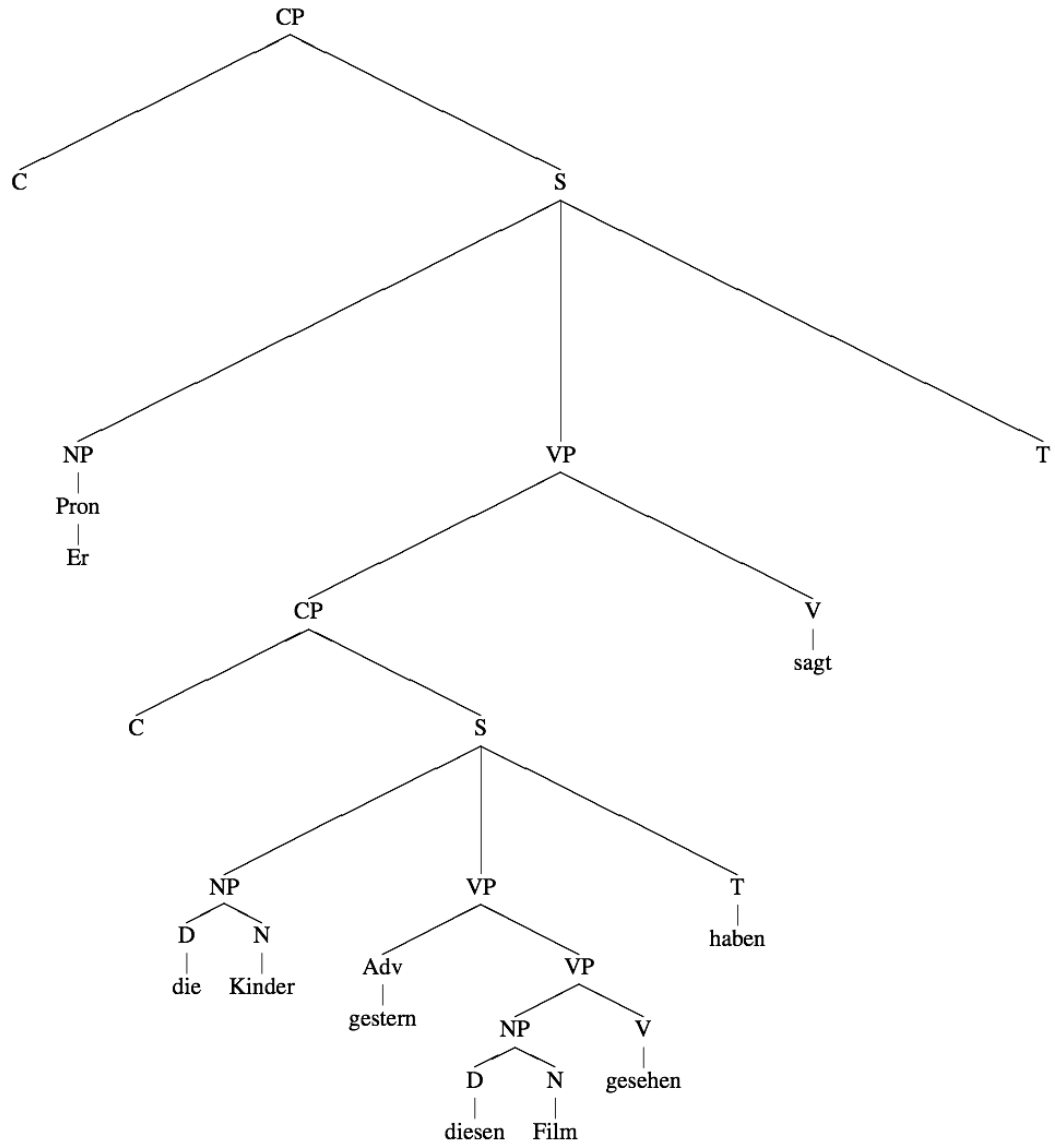 CP
C S
NP VP T
Pron
Er
CP V
sagt
C S
NP VP T
D N haben
Adv VP
die Kinder
gestern
NP V
D N gesehen
diesen Film